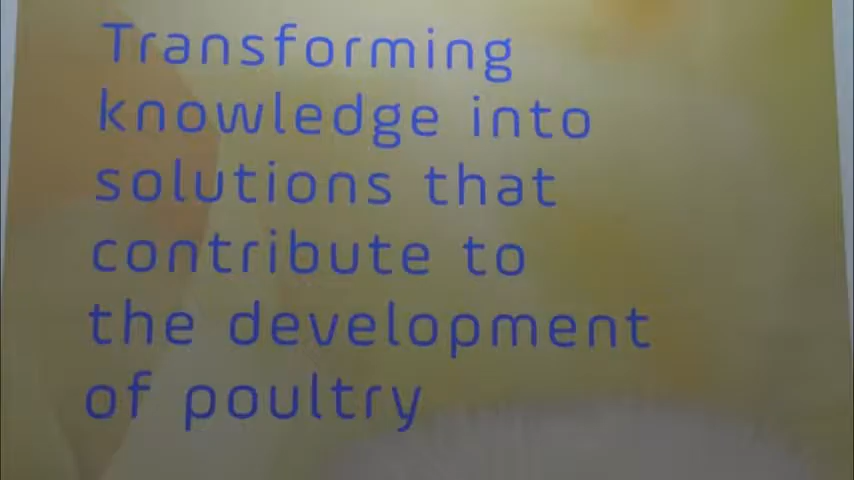 Transforming
knowledge into
solutions that
contribute to
the development
of poultry